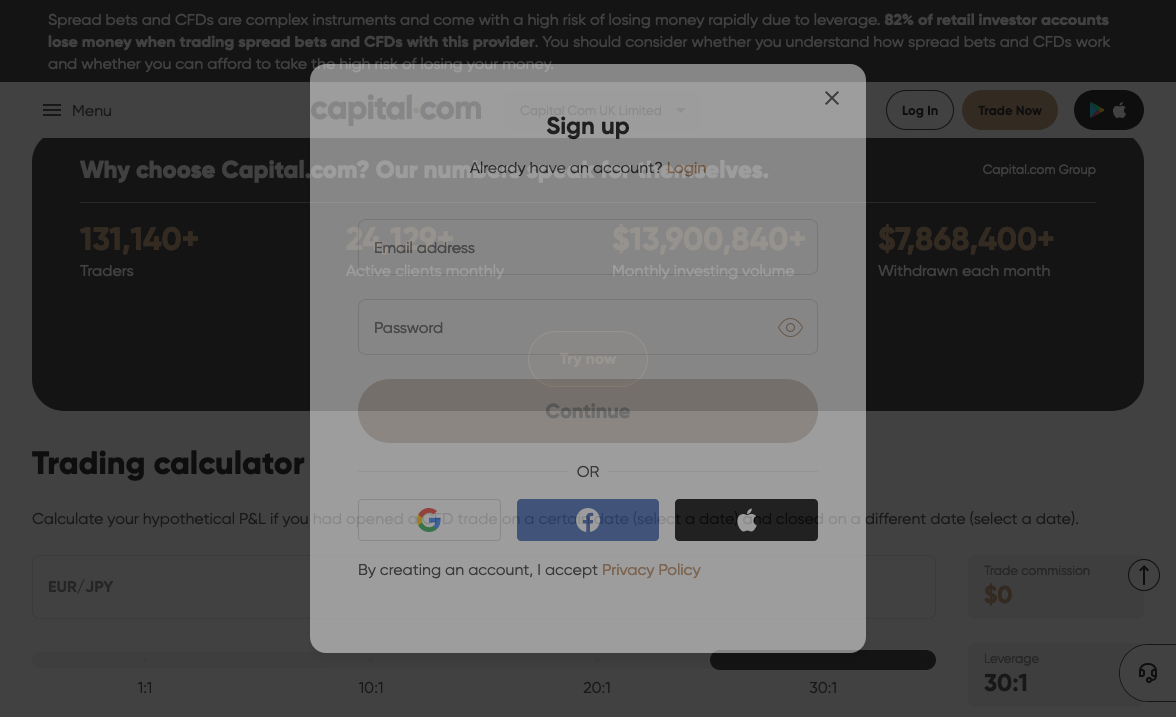 Spread bets and CFDs are complex instruments and come with a high risk of losing money rapidly due to leverage. 82% of retail investor accounts
lose money when trading spread bets and CFDs with this provider. You should consider whether you understand how spread bets and CFDs work
and whether you can afford to take the high risk of losing your money.
Menu
capital.com
Capital Com UK Limited
Log In
Trade Now
Sign up
Already have an account? Login
Why choose Capital.com? Our numbers speak for themselves.
Capital.com Group
131,140+
Traders
24,129+
Active clients monthly
$13,900,840+
Monthly investing volume
$7,868,400+
Withdrawn each month
Email address
Password
Try now
Continue
OR
Trading calculator
Calculate your hypothetical P&L if you had opened a CFD trade on a certain date (select a date) and closed on a different date (select a date).
By creating an account, I accept Privacy Policy
EUR/JPY
Trade commission
$0
1:1
10:1
20:1
30:1
Leverage
30:1